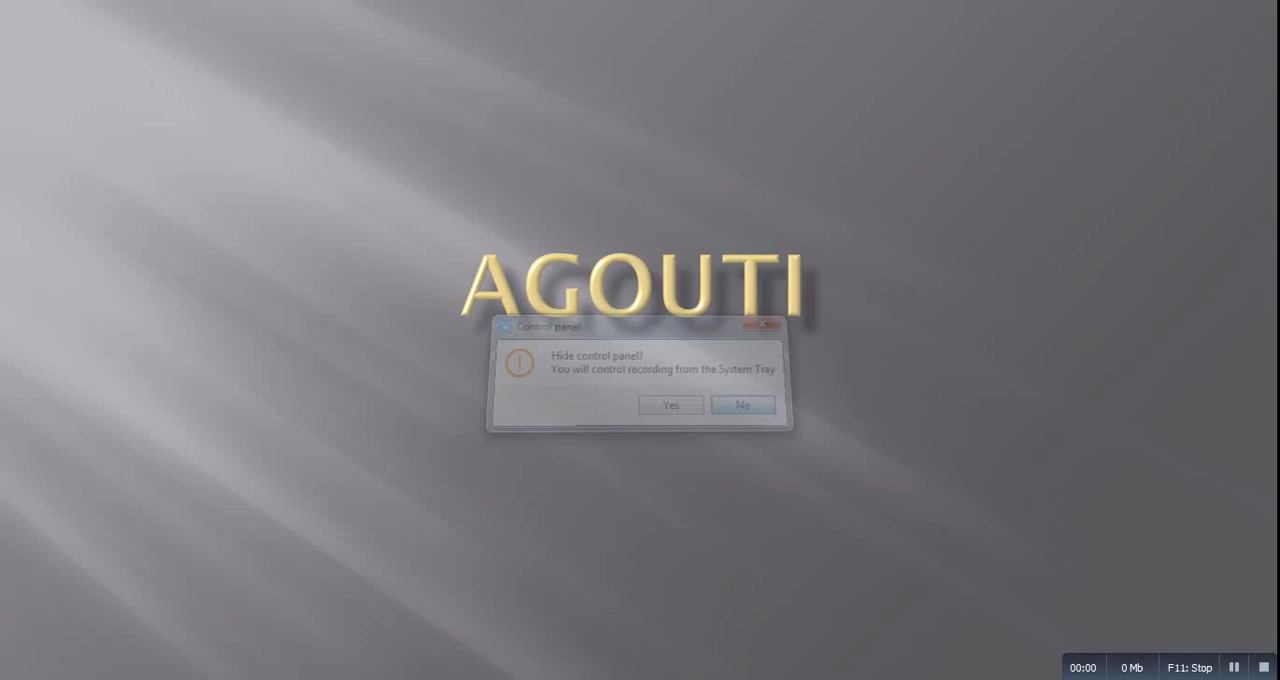 AGOUTI
Control panel
Hide control panel?
You will control recording from the System Tray
Yes
No
00:00
0 Mb
F11: Stop